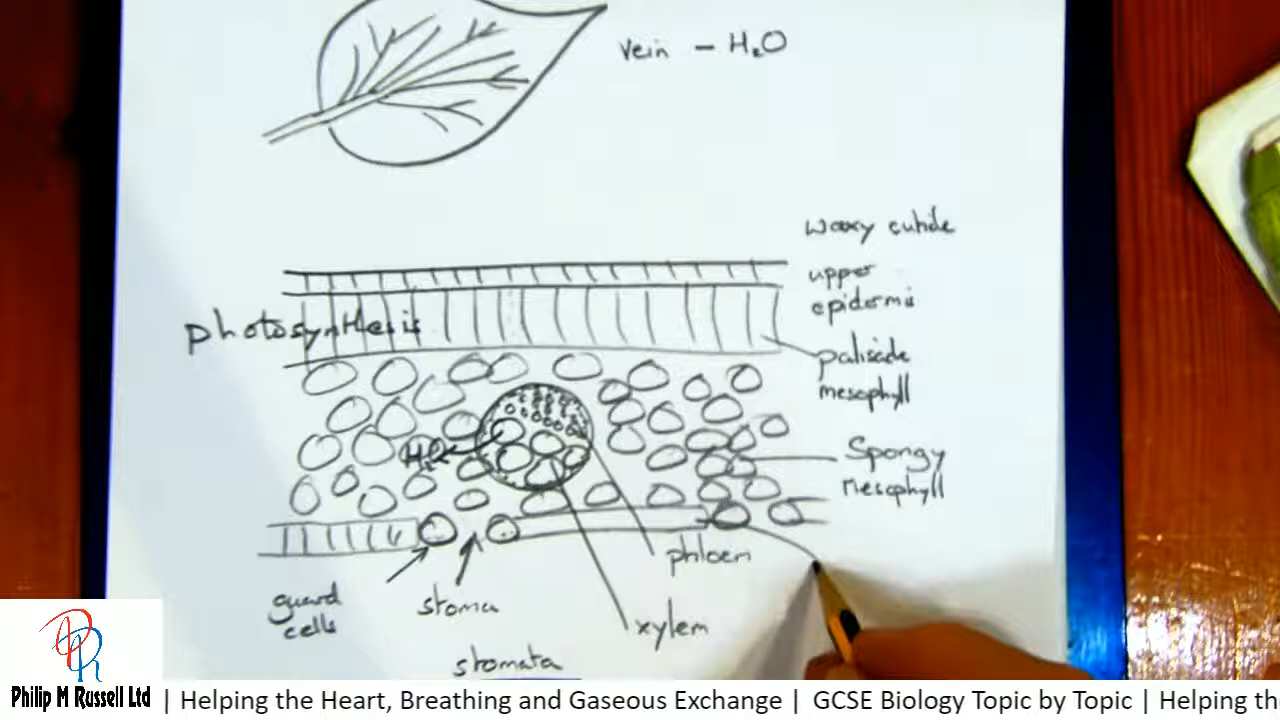 vein - H₂O
waxy cuticle
upper
epidermis
photosynthesis
palisade
mesophyll
H₂O
Spongy
mesophyll
phloem
guard
cells
stoma
xylem
stomata
Philip M Russell Ltd
| Helping the Heart, Breathing and Gaseous Exchange | GCSE Biology Topic by Topic | Helping th